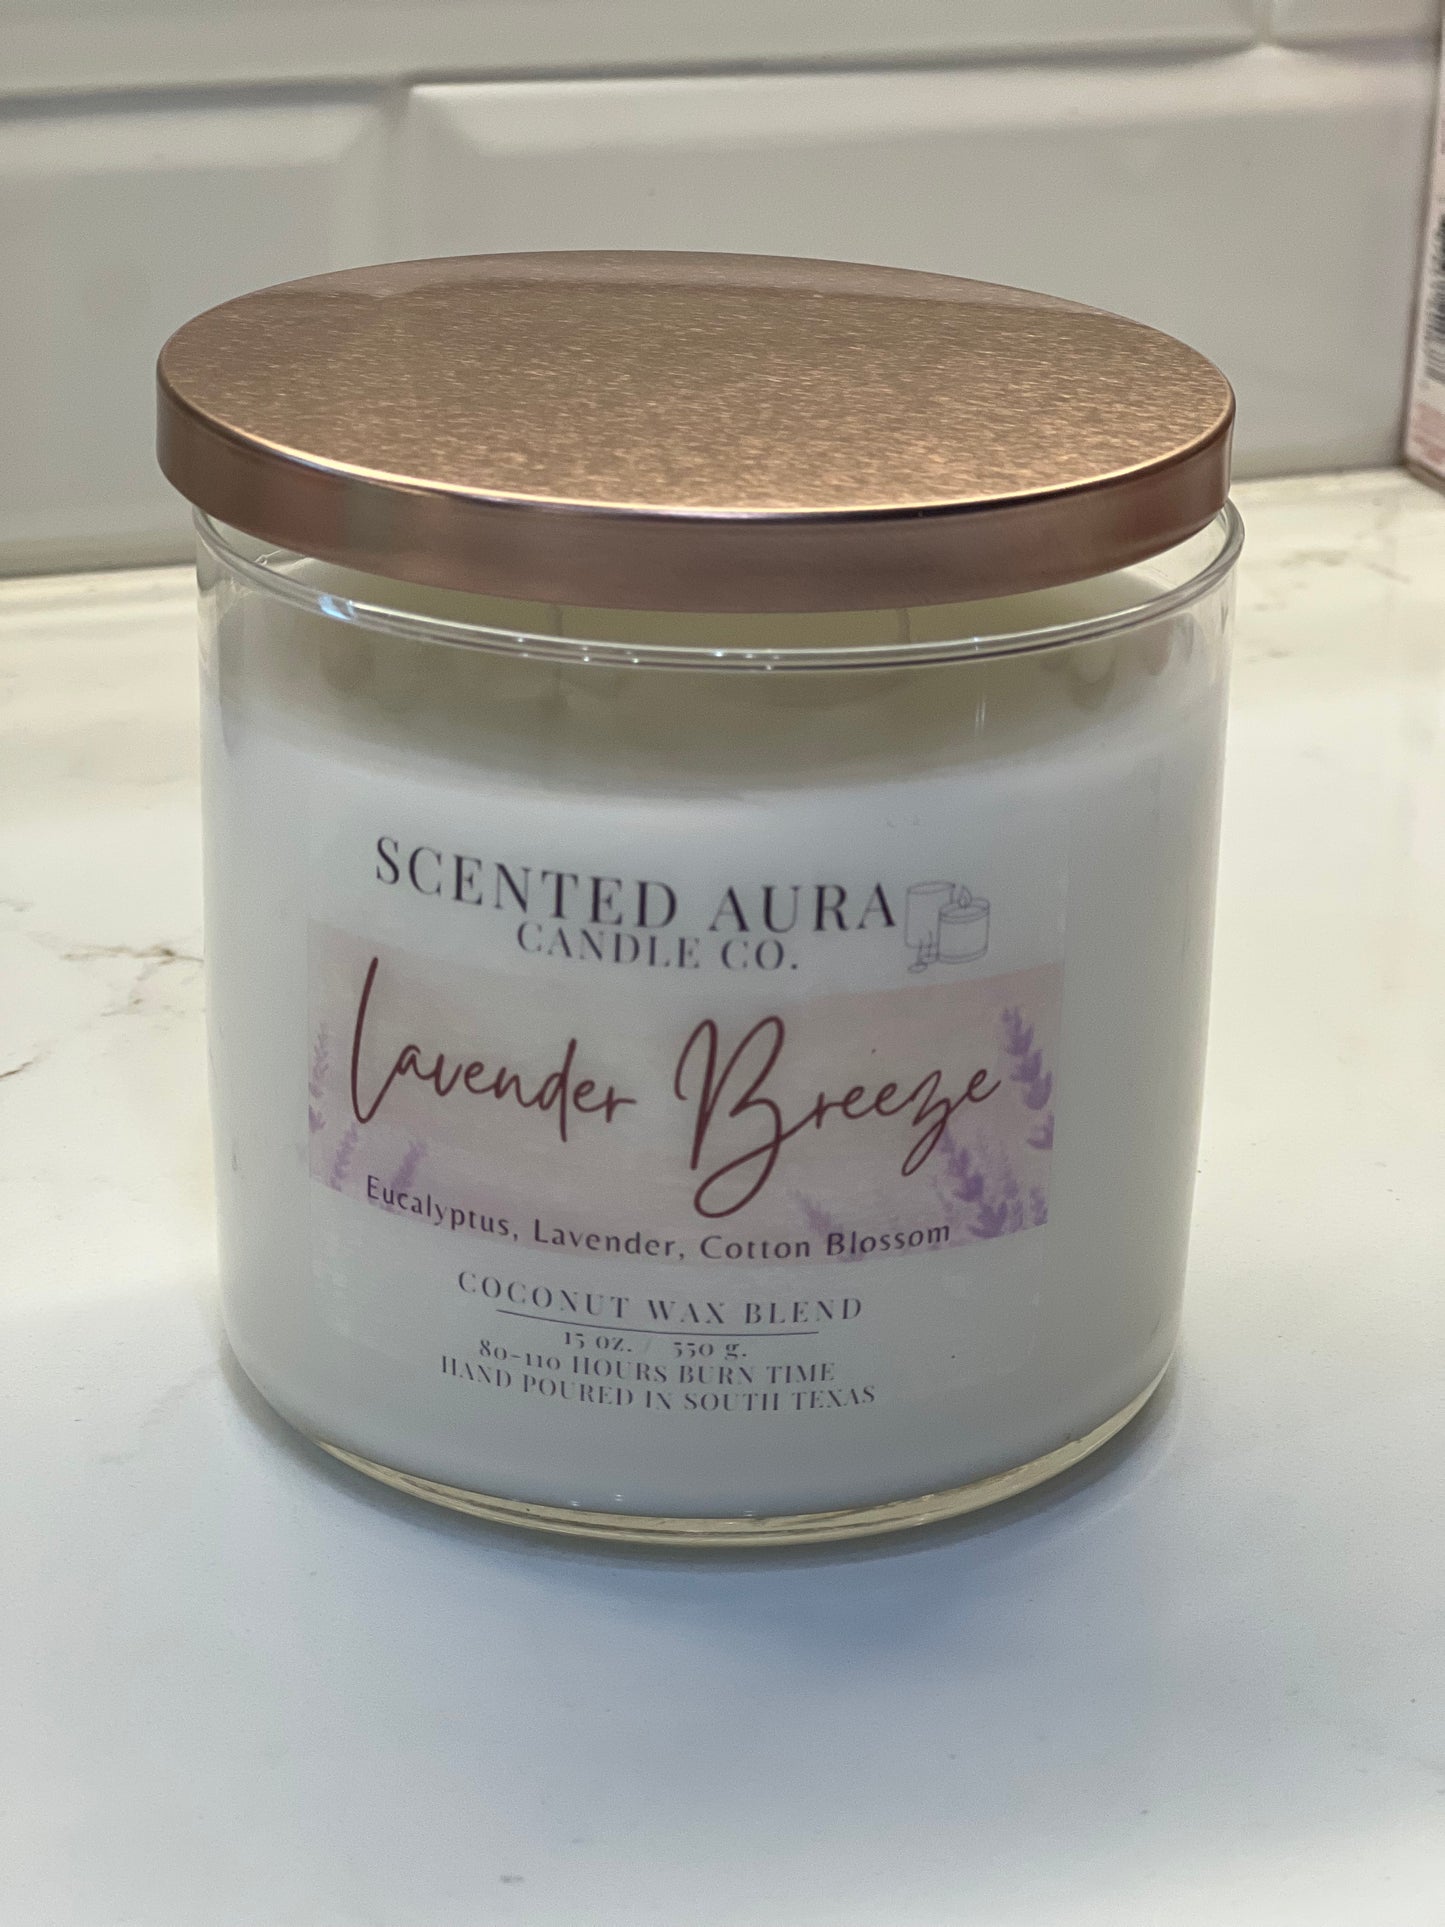 SCENTED AURA
CANDLE CO.
Lavender Breeze
Eucalyptus, Lavender, Cotton Blossom
COCONUT WAX BLEND
15 OZ. / 550 g.
80-110 HOURS BURN TIME
HAND POURED IN SOUTH TEXAS